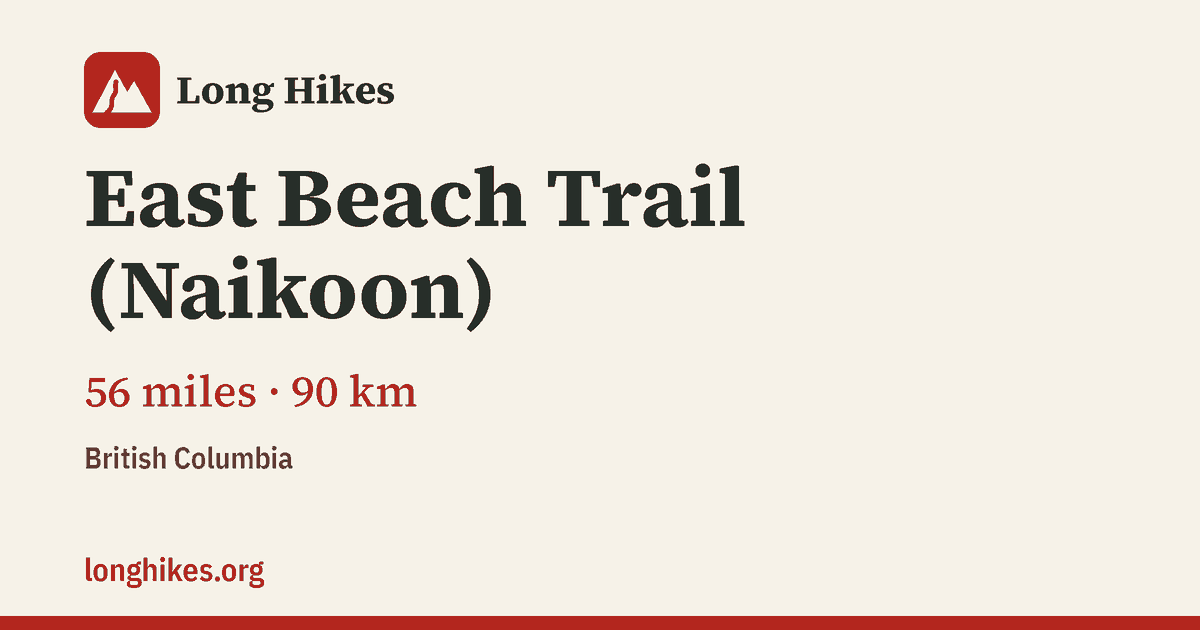 Long Hikes
East Beach Trail
(Naikoon)
56 miles · 90 km
British Columbia
longhikes.org